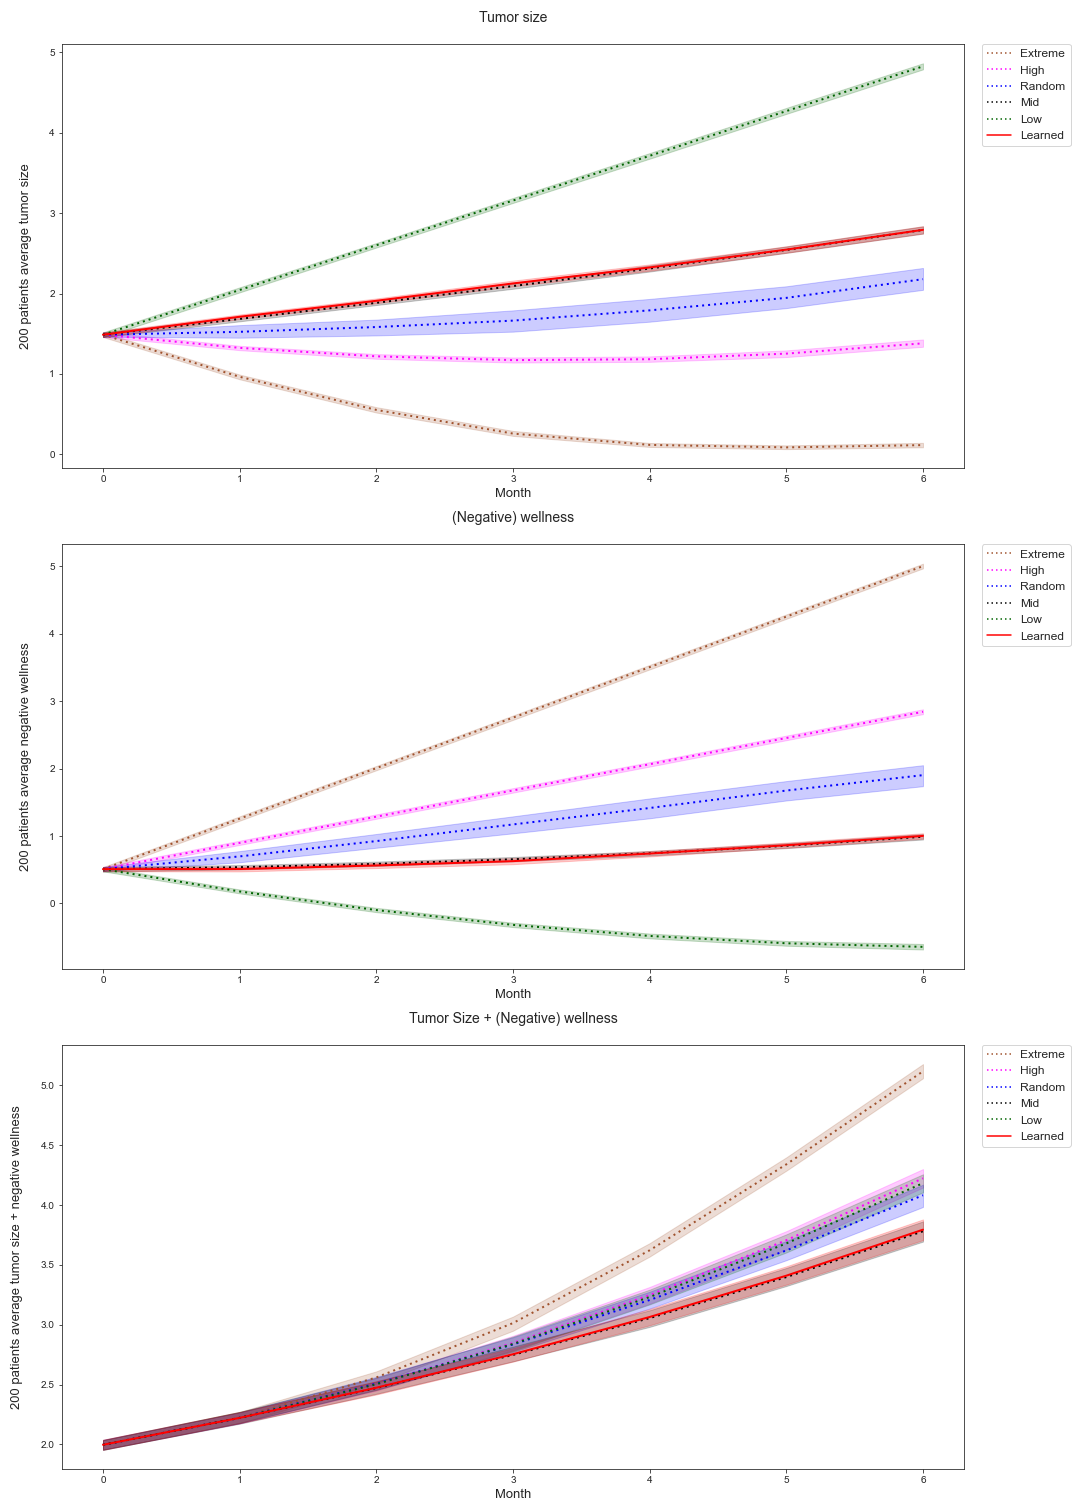 Tumor size
200 patients average tumor size
5
4
3
2
1
0
0 1 2 3 4 5 6
Month
Extreme
High
Random
Mid
Low
Learned
(Negative) wellness
200 patients average negative wellness
5
4
3
2
1
0
0 1 2 3 4 5 6
Month
Extreme
High
Random
Mid
Low
Learned
Tumor Size + (Negative) wellness
200 patients average tumor size + negative wellness
5.0
4.5
4.0
3.5
3.0
2.5
2.0
0 1 2 3 4 5 6
Month
Extreme
High
Random
Mid
Low
Learned